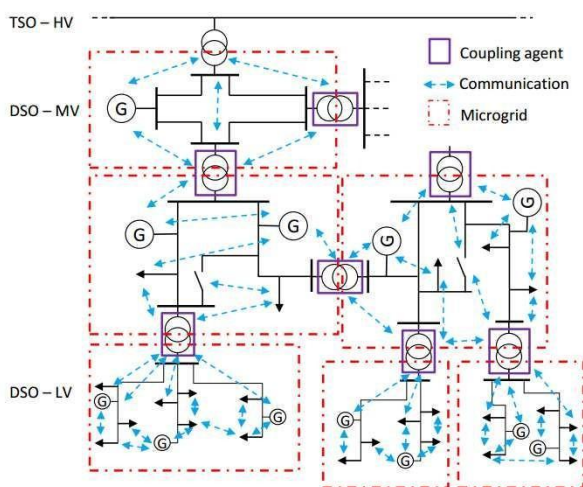 TSO – HV
Coupling agent
Communication
Microgrid
DSO – MV
G
G
G
G
G
DSO – LV
G
G
G
G
G
G
G